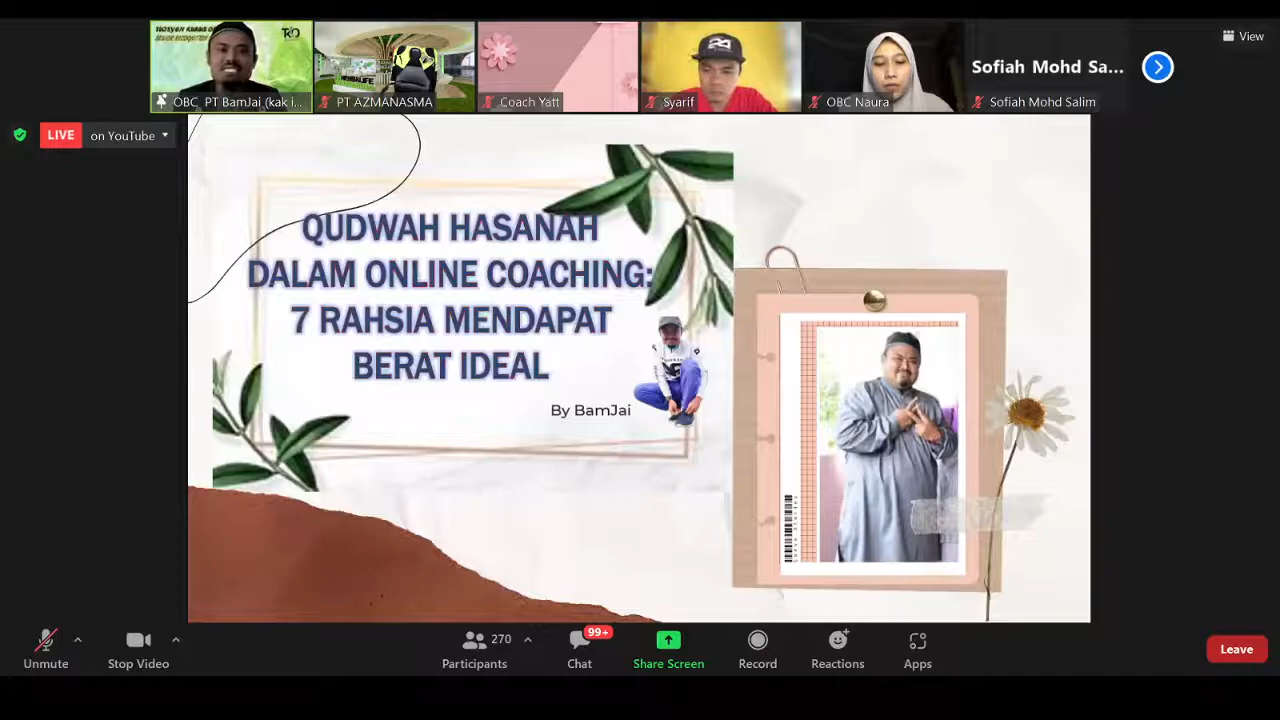 View
OBC_PT BamJai (kak i...
PT AZMANASMA
Coach Yatt
Syarif
OBC Naura
Sofiah Mohd Sa...
Sofiah Mohd Salim
LIVE
on YouTube
QUDWAH HASANAH
DALAM ONLINE COACHING:
7 RAHSIA MENDAPAT
BERAT IDEAL
By BamJai
Unmute
Stop Video
270
Participants
99+
Chat
Share Screen
Record
Reactions
Apps
Leave